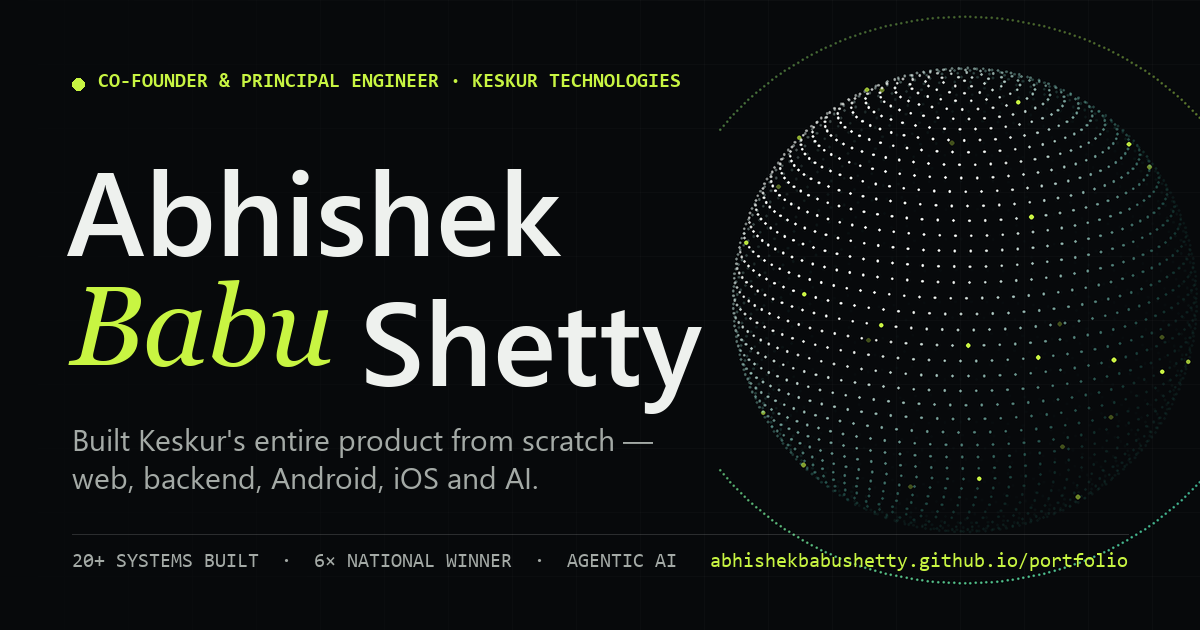 CO-FOUNDER & PRINCIPAL ENGINEER · KESKUR TECHNOLOGIES
Abhishek
Babu Shetty
Built Keskur's entire product from scratch —
web, backend, Android, iOS and AI.
20+ SYSTEMS BUILT · 6× NATIONAL WINNER · AGENTIC AI abhishekbabushetty.github.io/portfolio